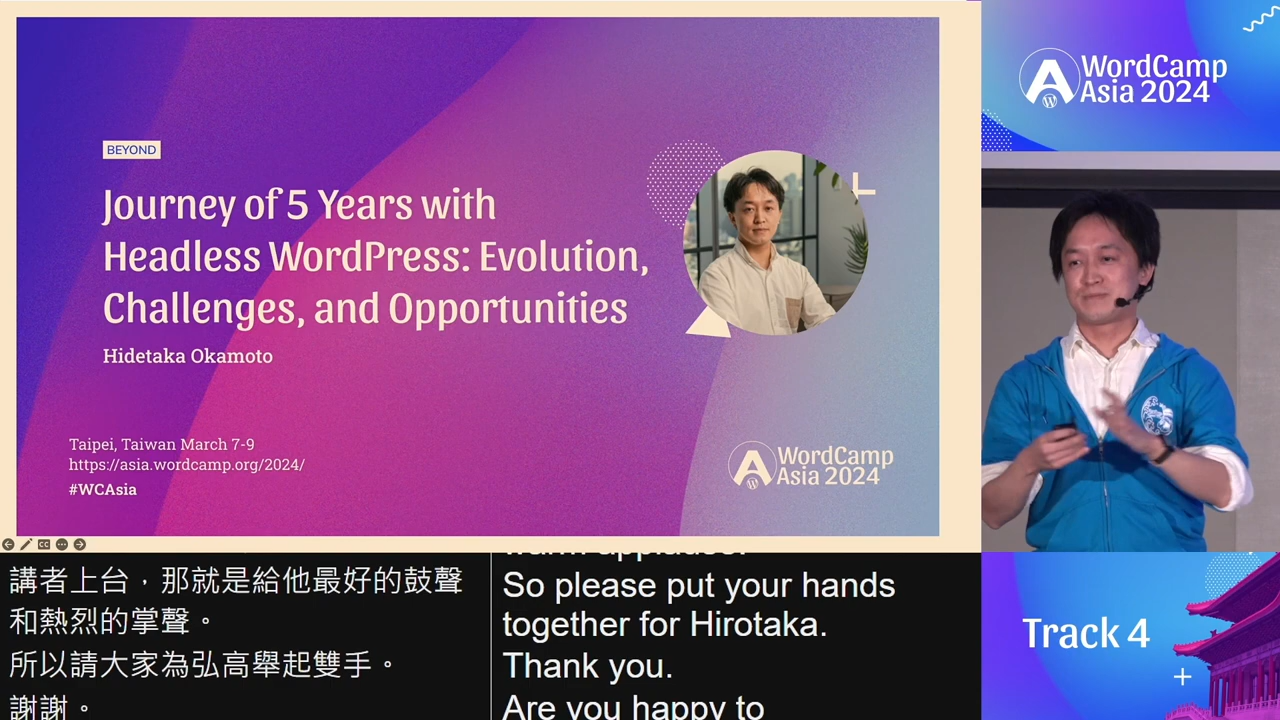 BEYOND
Journey of 5 Years with
Headless WordPress: Evolution,
Challenges, and Opportunities
Hidetaka Okamoto
Taipei, Taiwan March 7-9
https://asia.wordcamp.org/2024/
#WCAsia
WordCamp
Asia 2024
WordCamp
Asia 2024
CC
講者上台，那就是給他最好的鼓聲
和熱烈的掌聲。
所以請大家為弘高舉起雙手。
謝謝。
warm applause.
So please put your hands
together for Hirotaka.
Thank you.
Are you happy to
Track 4